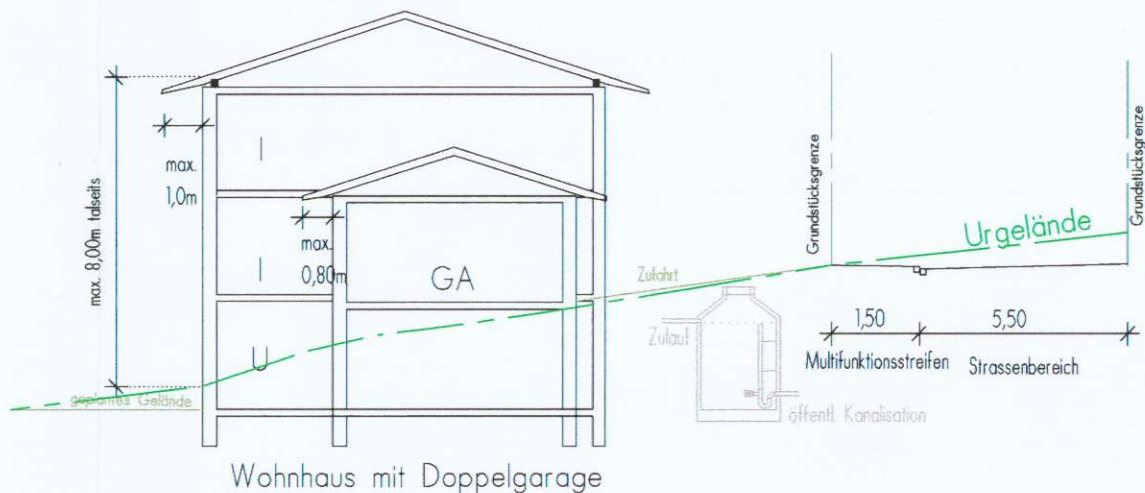 max. 8,00m talseits
max.
1,0m
I
max.
0,80m
I
GA
U
geplantes Gelände
Zufahrt
Zulauf
öffentl. Kanalisation
Grundstücksgrenze
Grundstücksgrenze
Urgelände
1,50
5,50
Multifunktionsstreifen
Strassenbereich
Wohnhaus mit Doppelgarage